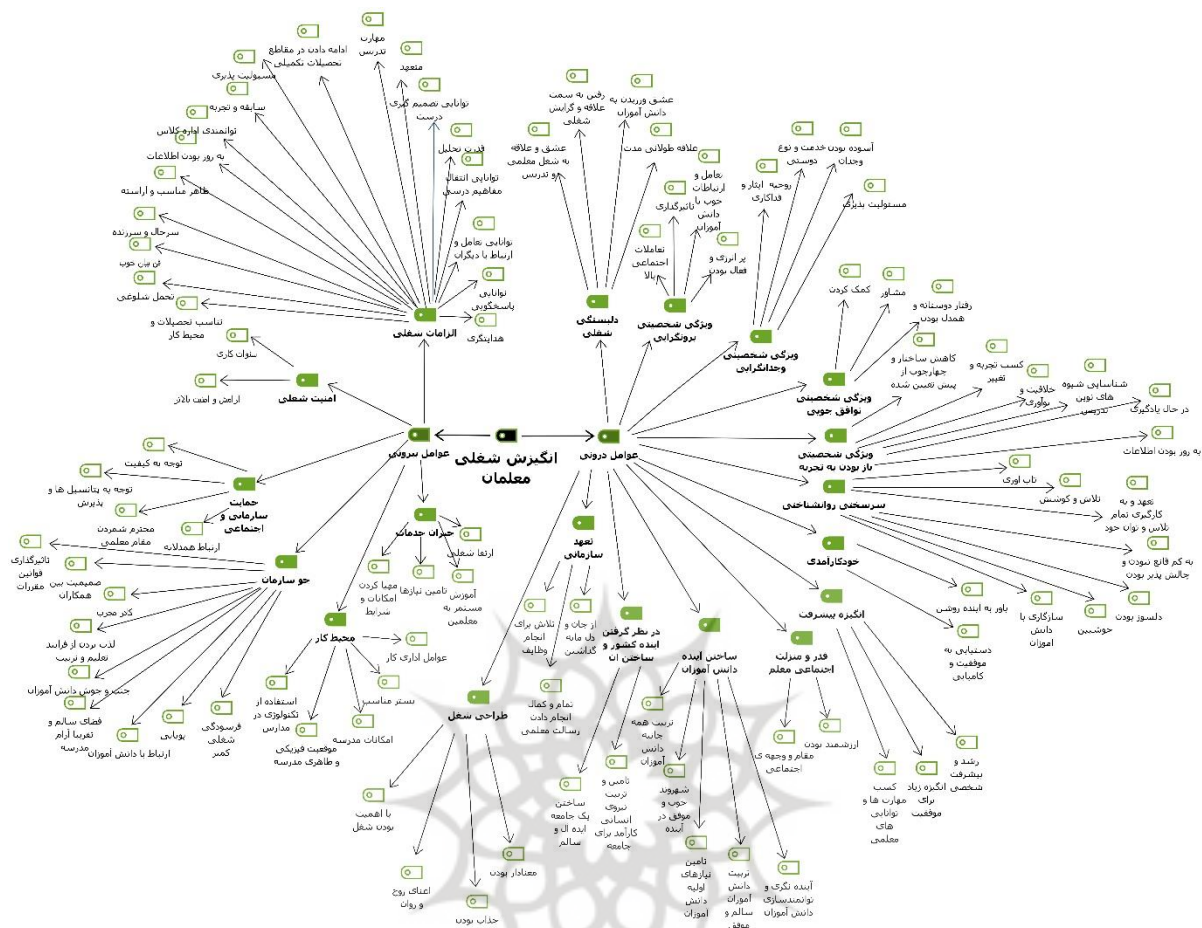 مهارت
تدریس
ادامه دادن در مقاطع
تحصیلات تکمیلی
متعهد
مسئولیت پذیری
توانایی تصمیم گیری
درست
سابقه و تجربه
توانمندی اداره کلاس
به روز بودن اطلاعات
قدرت تحلیل
توانایی انتقال
مفاهیم درسی
ظاهر مناسب و آراسته
سرحال و سرزنده
توانایی تعامل و
ارتباط با دیگران
فن بیان خوب
توانایی
پاسخگویی
تحمل شلوغی
تناسب تحصیلات و
محیط کار
هدایتگری
الزامات شغلی
سنوات کاری
امنیت شغلی
آرامش و امنیت بالاتر
رفتن به سمت
علاقه و گرایش
شغلی
عشق ورزیدن به
دانش آموزان
عشق و علاقه
به شغل معلمی
و تدریس
علاقه طولانی مدت
دلبستگی
شغلی
تعامل و
ارتباطات
خوب با
دانش
آموزان
تاثیرگذاری
تعاملات
اجتماعی
بالا
پر انرژی و
فعال بودن
ویژگی شخصیتی
برونگرایی
خدمت و نوع
دوستی
آسوده بودن
وجدان
روحیه ایثار و
فداکاری
مسئولیت پذیری
ویژگی شخصیتی
وجدانگرایی
کمک کردن
مشاور
رفتار دوستانه و
همدل بودن
ویژگی شخصیتی
توافق جویی
کاهش ساختار و
چهارچوب از
پیش تعیین شده
کسب تجربه و
تغییر
خلاقیت و
نوآوری
شناسایی شیوه
های نوین
تدریس
در حال یادگیری
به روز بودن اطلاعات
ویژگی شخصیتی
باز بودن به تجربه
عوامل بیرونی
انگیزش شغلی
معلمان
عوامل درونی
توجه به کیفیت
توجه به پتانسیل ها و
پذیرش
محترم شمردن
مقام معلمی
ارتباط همدلانه
حمایت
سازمانی و
اجتماعی
جبران خدمات
ارتقا شغلی
مهیا کردن
امکانات و
شرایط
تامین نیازها
آموزش
مستمر به
معلمین
تعهد
سازمانی
تلاش برای
انجام
وظایف
از جان و
دل مایه
گذاشتن
تمام و کمال
انجام دادن
رسالت معلمی
تاب آوری
تلاش و کوشش
سرسختی روانشناختی
تعهد و به
کارگیری تمام
تلاش و توان خود
به کم قانع نبودن و
چالش پذیر بودن
دلسوز بودن
خوشبین
سازگاری با
دانش
آموزان
خودکارآمدی
باور به آینده روشن
دستیابی به
موفقیت و
کامیابی
انگیزه پیشرفت
رشد و
پیشرفت
شخصی
انگیزه زیاد
برای
موفقیت
کسب
مهارت ها و
توانایی
های
معلمی
تاثیرگذاری
قوانین
مقررات
جو سازمان
صمیمیت بین
همکاران
کادر مجرب
لذت بردن از فرایند
تعلیم و تربیت
جنب و جوش دانش آموزان
فضای سالم و
تقریبا آرام
مدرسه
ارتباط با دانش آموزان
پویایی
فرسودگی
شغلی
کمتر
محیط کار
عوامل اداری کار
بستر مناسب
امکانات مدرسه
موقعیت فیزیکی
و ظاهری مدرسه
استفاده از
تکنولوژی در
مدارس
طراحی شغل
با اهمیت
بودن شغل
اغنای روح
و روان
جذاب بودن
معنادار بودن
در نظر گرفتن
آینده کشور و
ساختن آن
ساختن
یک جامعه
ایده آل و
سالم
تامین و
تربیت
نیروی
انسانی
کارآمد برای
جامعه
ساختن آینده
دانش آموزان
تربیت همه
جانبه
دانش
آموزان
شهروند
خوب و
موفق در
آینده
تامین
نیازهای
اولیه
دانش
آموزان
تربیت
دانش
آموزان
سالم و
موفق
آینده نگری و
توانمندسازی
دانش آموزان
قدر و منزلت
اجتماعی معلم
مقام و وجهه ی
اجتماعی
ارزشمند بودن